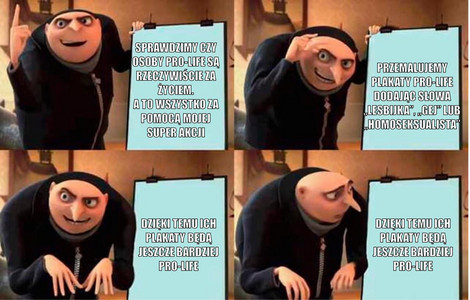 SPRAWDZIMY CZY
OSOBY PRO-LIFE SĄ
RZECZYWIŚCIE ZA
ŻYCIEM.
A TO WSZYSTKO ZA
POMOCĄ MOJEJ
SUPER AKCJI
PRZEMALUJEMY
PLAKATY PRO-LIFE
DODAJĄC SŁOWA
„LESBIJKA”, „GEJ” LUB
„HOMOSEKSUALISTA”
DZIĘKI TEMU ICH
PLAKATY BĘDĄ
JESZCZE BARDZIEJ
PRO-LIFE
DZIĘKI TEMU ICH
PLAKATY BĘDĄ
JESZCZE BARDZIEJ
PRO-LIFE